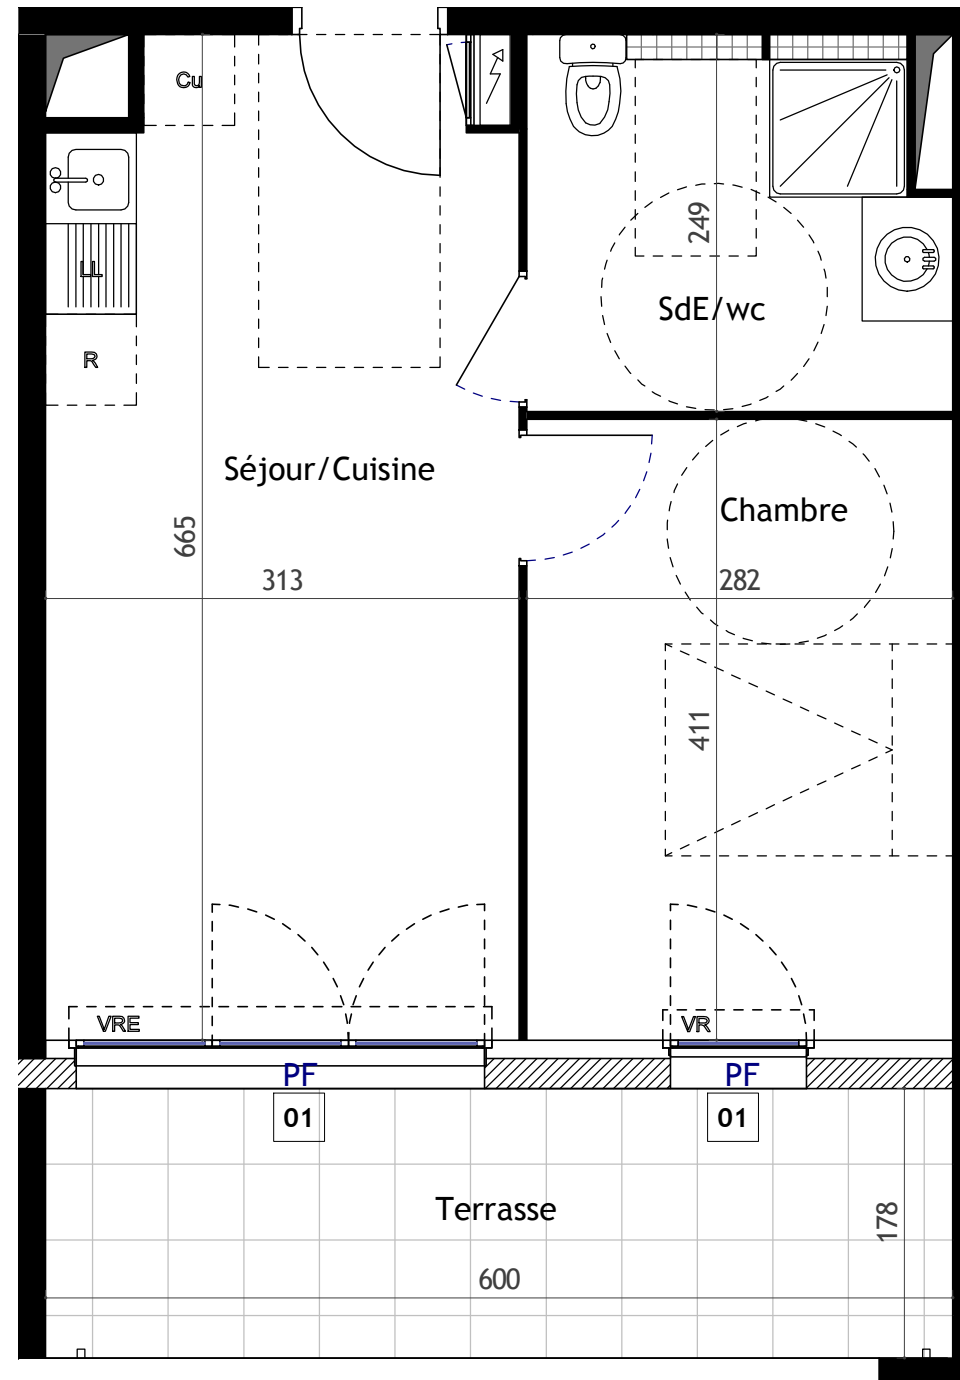 Cu
LL
R
249
SdE/wc
Séjour/Cuisine
Chambre
665
313
282
411
VRE
VR
PF
PF
01
01
Terrasse
178
600